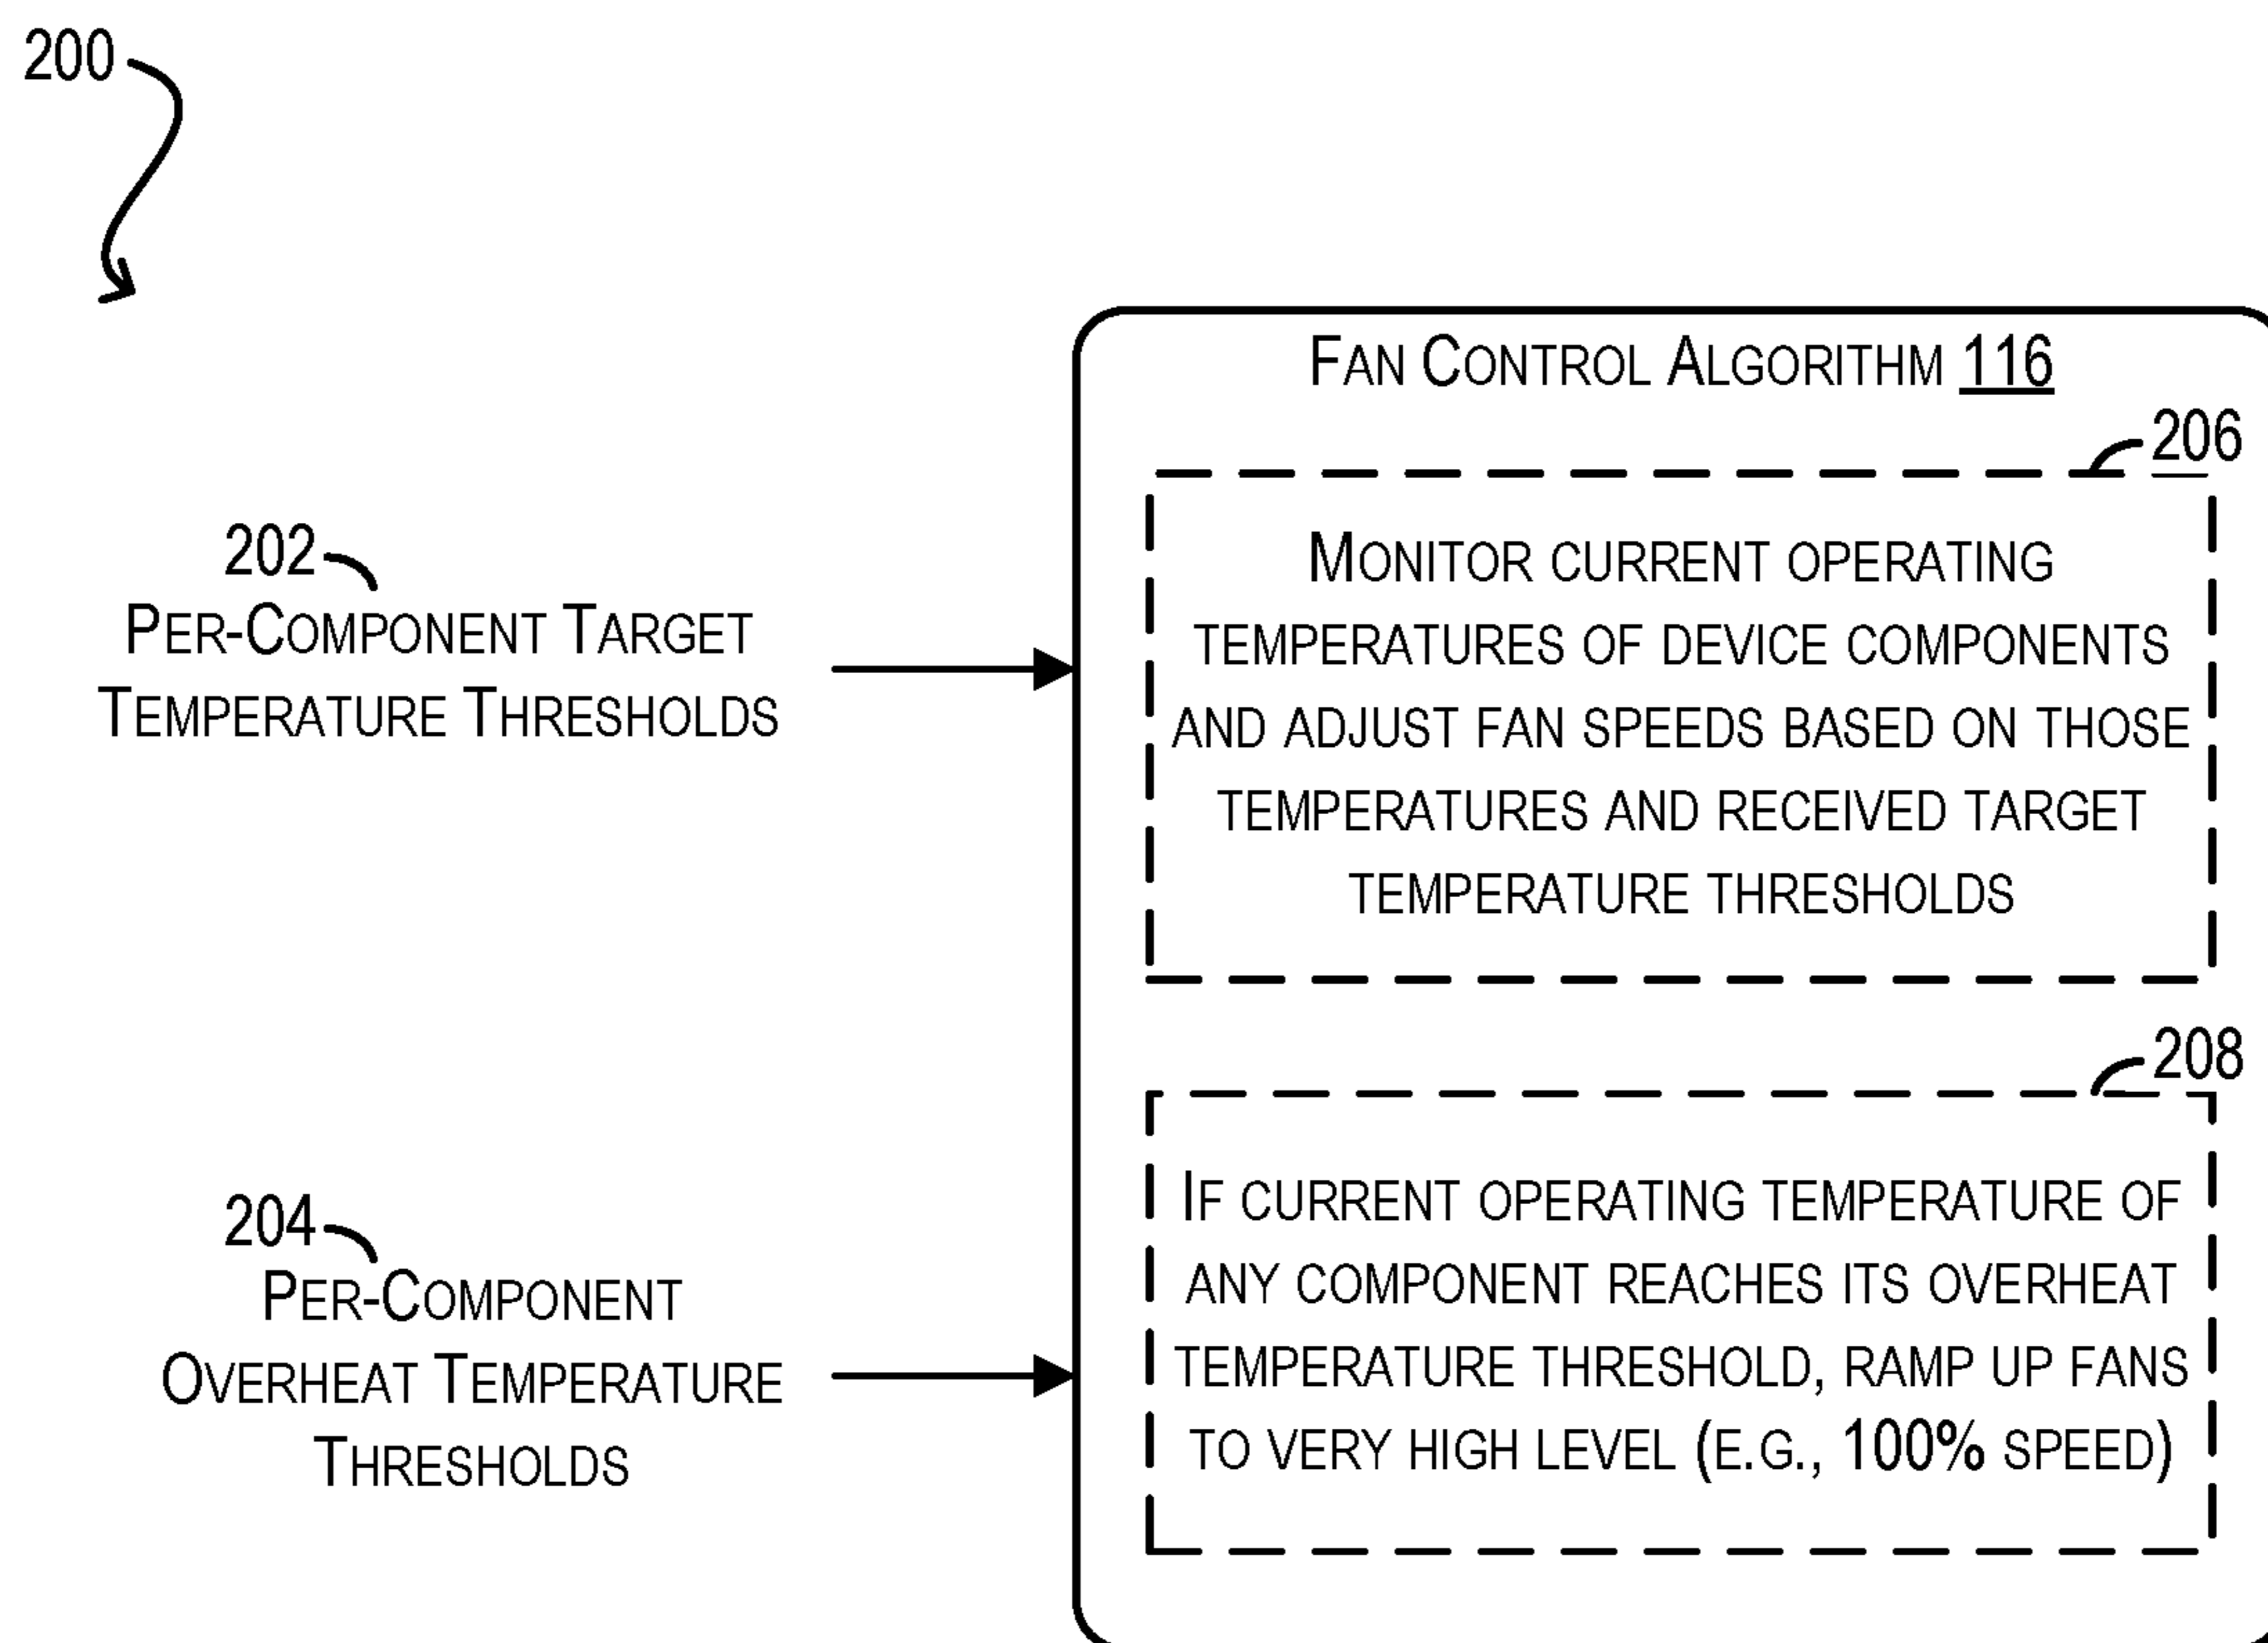 200
FAN CONTROL ALGORITHM 116
206
MONITOR CURRENT OPERATING
TEMPERATURES OF DEVICE COMPONENTS
AND ADJUST FAN SPEEDS BASED ON THOSE
TEMPERATURES AND RECEIVED TARGET
TEMPERATURE THRESHOLDS
202
PER-COMPONENT TARGET
TEMPERATURE THRESHOLDS
208
IF CURRENT OPERATING TEMPERATURE OF
ANY COMPONENT REACHES ITS OVERHEAT
TEMPERATURE THRESHOLD, RAMP UP FANS
TO VERY HIGH LEVEL (E.G., 100% SPEED)
204
PER-COMPONENT
OVERHEAT TEMPERATURE
THRESHOLDS